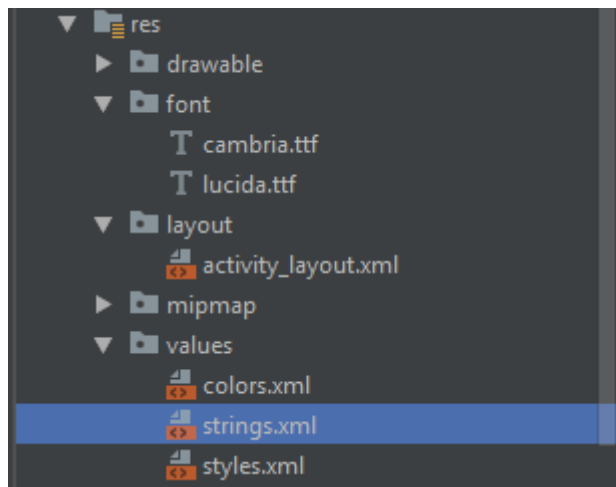 res
drawable
font
cambria.ttf
lucida.ttf
layout
activity_layout.xml
mipmap
values
colors.xml
strings.xml
styles.xml